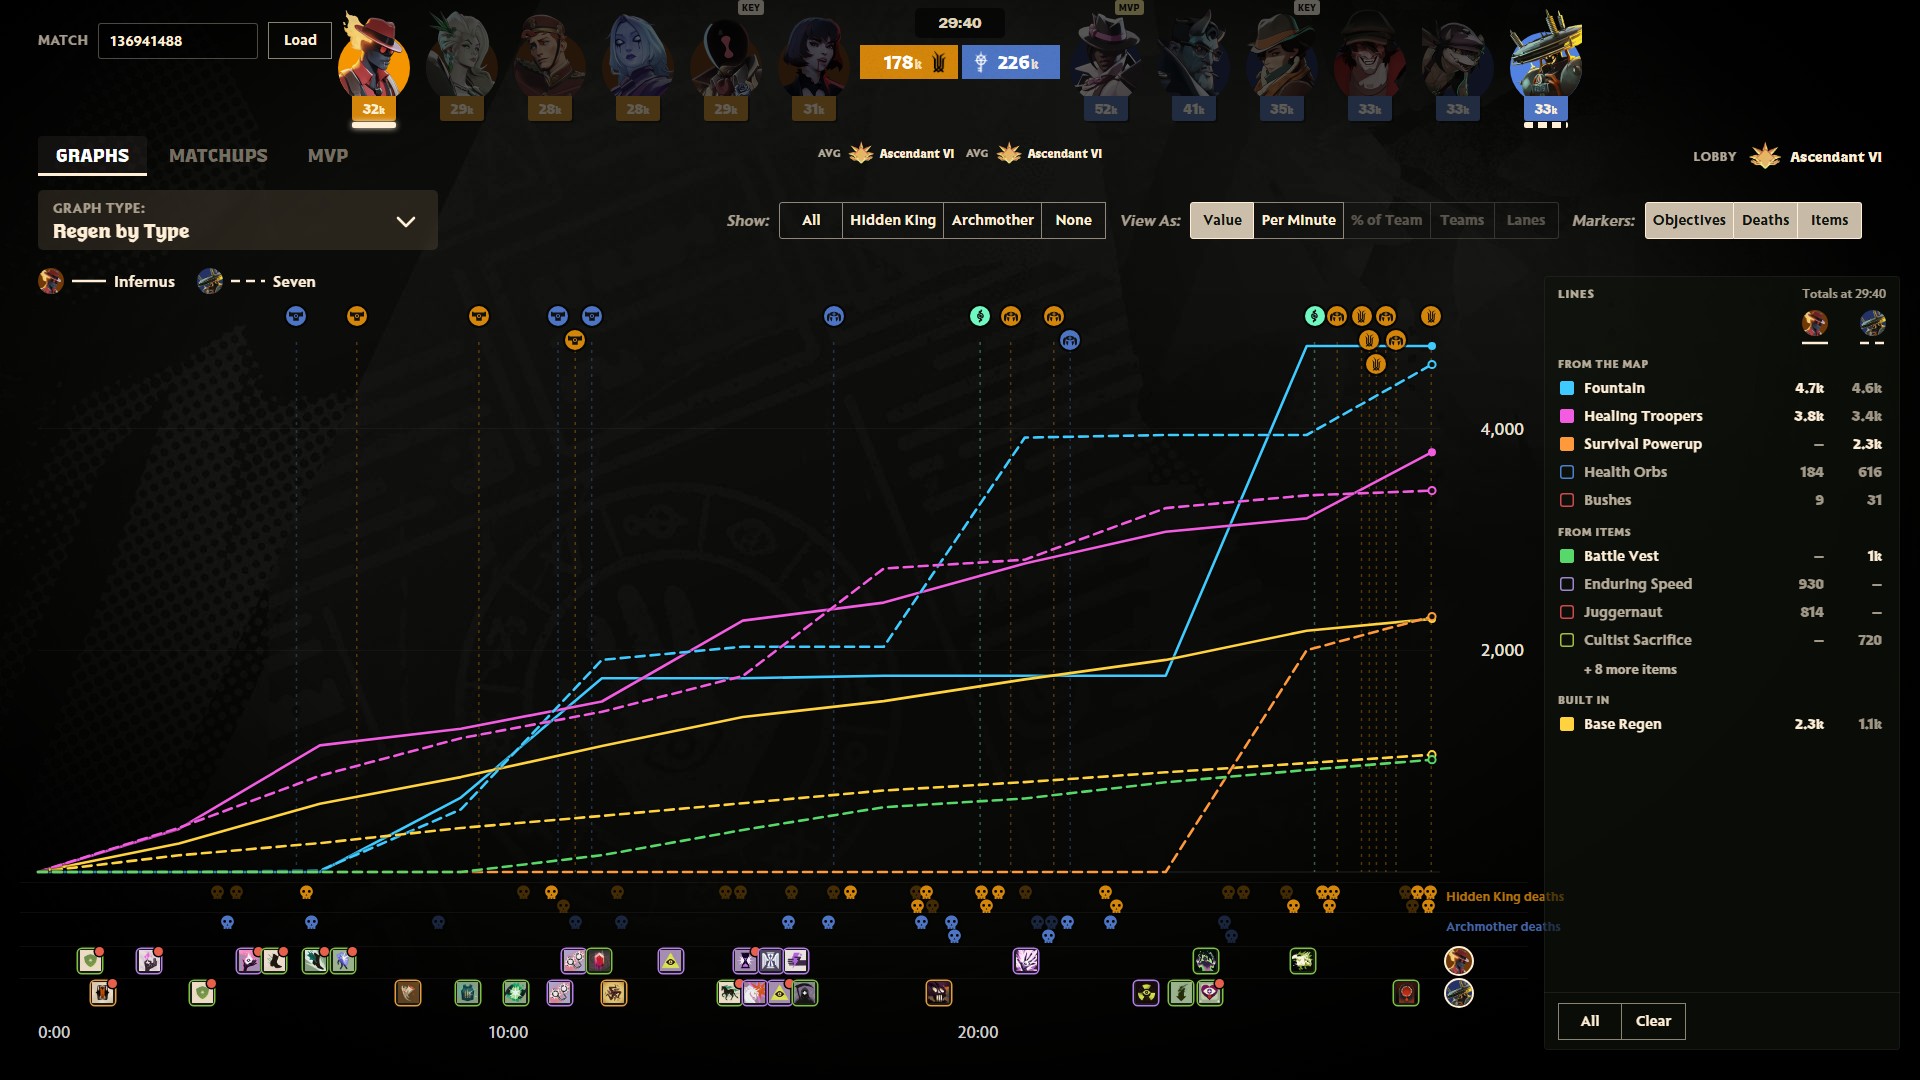 MATCH
136941488
Load
KEY
29:40
MVP
KEY
178k
226k
32k
29k
28k
28k
29k
31k
52k
41k
35k
33k
33k
33k
GRAPHS
MATCHUPS
MVP
AVG Ascendant VI
AVG Ascendant VI
LOBBY Ascendant VI
GRAPH TYPE:
Regen by Type
Show:
All
Hidden King
Archmother
None
View As:
Value
Per Minute
% of Team
Teams
Lanes
Markers:
Objectives
Deaths
Items
Infernus
Seven
LINES
Totals at 29:40
FROM THE MAP
Fountain 4.7k 4.6k
Healing Troopers 3.8k 3.4k
Survival Powerup – 2.3k
Health Orbs 184 616
Bushes 9 31
FROM ITEMS
Battle Vest – 1k
Enduring Speed 930 –
Juggernaut 814 –
Cultist Sacrifice – 720
+ 8 more items
BUILT IN
Base Regen 2.3k 1.1k
4,000
2,000
Hidden King deaths
Archmother deaths
0:00
10:00
20:00
All
Clear